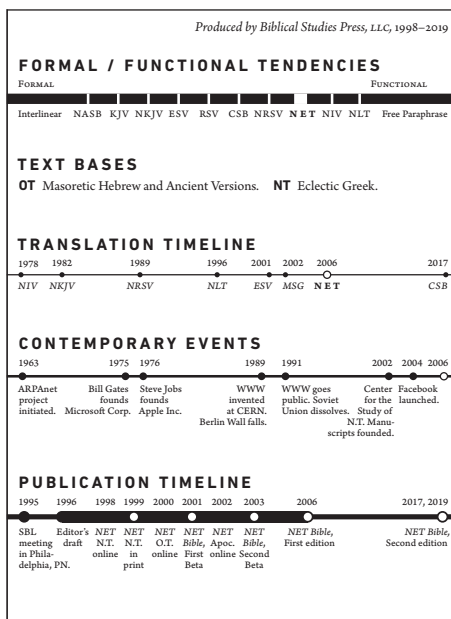 Produced by Biblical Studies Press, LLC, 1998–2019
FORMAL / FUNCTIONAL TENDENCIES
Formal Functional
Interlinear NASB KJV NKJV ESV RSV CSB NRSV NET NIV NLT Free Paraphrase
TEXT BASES
OT Masoretic Hebrew and Ancient Versions. NT Eclectic Greek.
TRANSLATION TIMELINE
1978 1982 1989 1996 2001 2002 2006 2017
NIV NKJV NRSV NLT ESV MSG NET CSB
CONTEMPORARY EVENTS
1963 1975 1976 1989 1991 2002 2004 2006
ARPAnet
project
initiated.
Bill Gates
founds
Microsoft Corp.
Steve Jobs
founds
Apple Inc.
WWW
invented
at CERN.
Berlin Wall falls.
WWW goes
public. Soviet
Union dissolves.
Center
for the
Study of
N.T. Manu-
scripts founded.
Facebook
launched.
PUBLICATION TIMELINE
1995 1996 1998 1999 2000 2001 2002 2003 2006 2017, 2019
SBL
meeting
in Phila-
delphia, PN.
Editor's
draft
NET
N.T.
online
NET
N.T.
in
print
NET
O.T.
online
NET
Bible,
First
Beta
NET
Apoc.
online
NET
Bible,
Second
Beta
NET Bible,
First edition
NET Bible,
Second edition